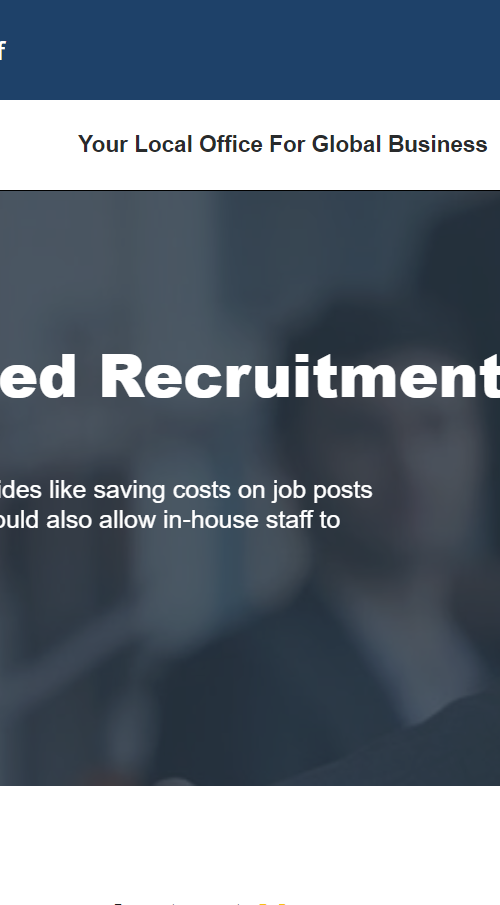 f
Your Local Office For Global Business
ed Recruitment
ides like saving costs on job posts
ould also allow in-house staff to